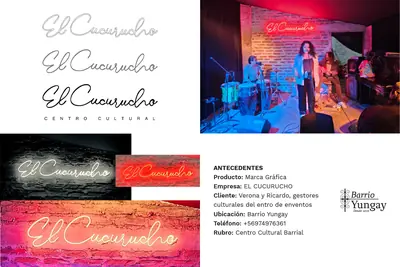 El Cucurucho
El Cucurucho
El Cucurucho
CENTRO CULTURAL
El Cucurucho
El Cucurucho
El Cucurucho
El Cucurucho
ANTECEDENTES
Producto: Marca Gráfica
Empresa: EL CUCURUCHO
Cliente: Verona y Ricardo, gestores
culturales del entro de enventos
Ubicación: Barrio Yungay
Teléfono: +56974976361
Rubro: Centro Cultural Barrial
Barrio
Yungay